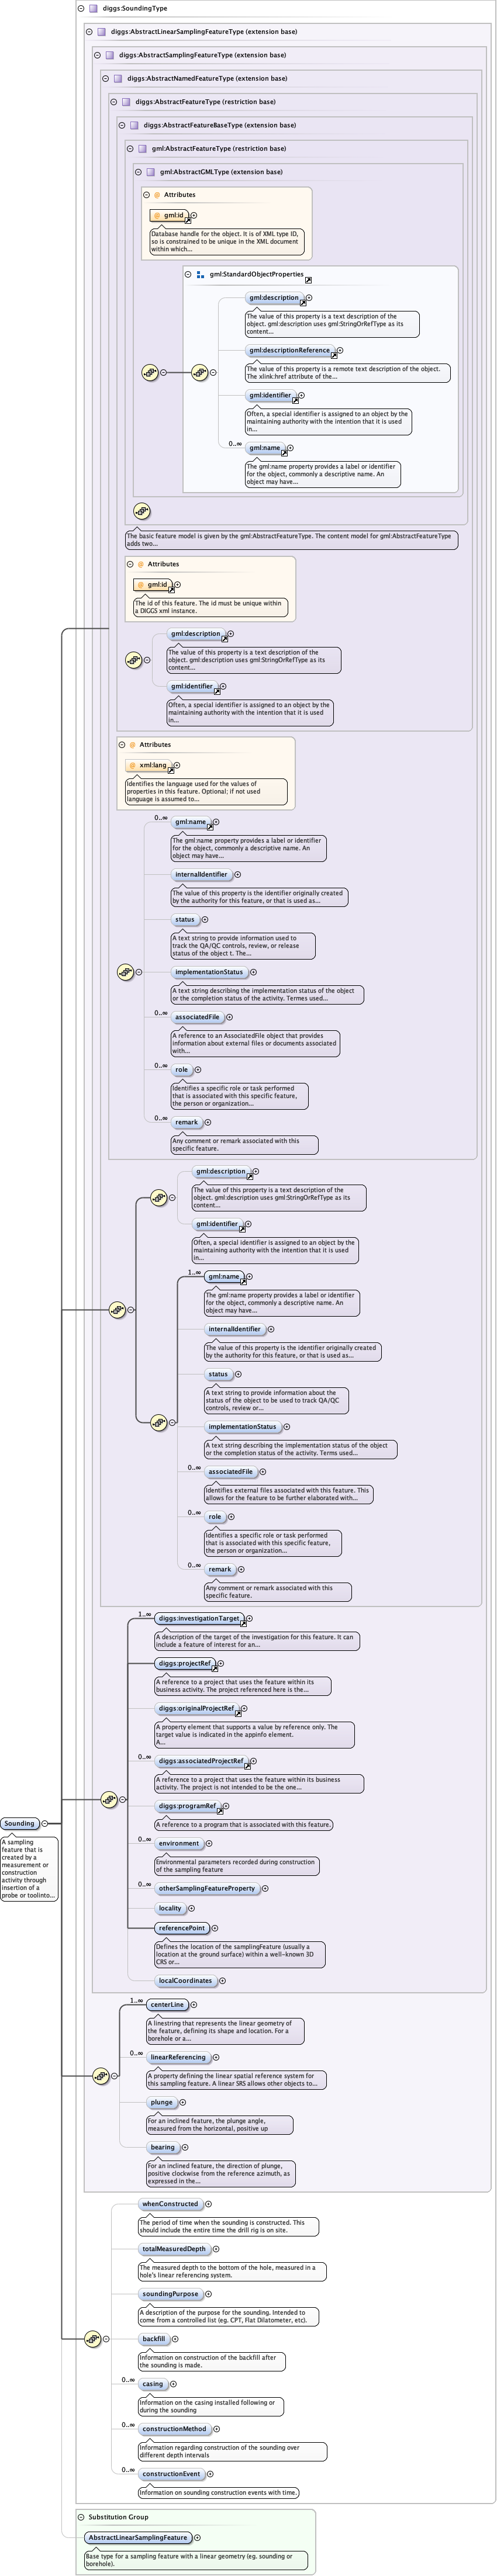 diggs:SoundingType
diggs:AbstractLinearSamplingFeatureType (extension base)
diggs:AbstractSamplingFeatureType (extension base)
diggs:AbstractNamedFeatureType (extension base)
diggs:AbstractFeatureType (restriction base)
diggs:AbstractFeatureBaseType (extension base)
gml:AbstractFeatureType (restriction base)
gml:AbstractGMLType (extension base)
Attributes
gml:id
Database handle for the object. It is of XML type ID,
so is constrained to be unique in the XML document
within which...
gml:StandardObjectProperties
gml:description
The value of this property is a text description of the
object. gml:description uses gml:StringOrRefType as its
content...
gml:descriptionReference
The value of this property is a remote text description of the object.
The xlink:href attribute of the...
gml:identifier
Often, a special identifier is assigned to an object by the
maintaining authority with the intention that it is used
in...
0..∞
gml:name
The gml:name property provides a label or identifier
for the object, commonly a descriptive name. An
object may have...
The basic feature model is given by the gml:AbstractFeatureType. The content model for gml:AbstractFeatureType
adds two...
Attributes
gml:id
The id of this feature. The id must be unique within
a DIGGS xml instance.
gml:description
The value of this property is a text description of the
object. gml:description uses gml:StringOrRefType as its
content...
gml:identifier
Often, a special identifier is assigned to an object by the
maintaining authority with the intention that it is used
in...
Attributes
xml:lang
Identifies the language used for the values of
properties in this feature. Optional; if not used
language is assumed to...
0..∞
gml:name
The gml:name property provides a label or identifier
for the object, commonly a descriptive name. An
object may have...
internalIdentifier
The value of this property is the identifier originally created
by the authority for this feature, or that is used as...
status
A text string to provide information used to
track the QA/QC controls, review, or release
status of the object t. The...
implementationStatus
A text string describing the implementation status of the object
or the completion status of the activity. Termes used...
0..∞
associatedFile
A reference to an AssociatedFile object that provides
information about external files or documents associated
with...
0..∞
role
Identifies a specific role or task performed
that is associated with this specific feature,
the person or organization...
0..∞
remark
Any comment or remark associated with this
specific feature.
gml:description
The value of this property is a text description of the
object. gml:description uses gml:StringOrRefType as its
content...
gml:identifier
Often, a special identifier is assigned to an object by the
maintaining authority with the intention that it is used
in...
1..∞
gml:name
The gml:name property provides a label or identifier
for the object, commonly a descriptive name. An
object may have...
internalIdentifier
The value of this property is the identifier originally created
by the authority for this feature, or that is used as...
status
A text string to provide information about the
status of the object to be used to track QA/QC
controls, review or...
implementationStatus
A text string describing the implementation status of the object
or the completion status of the activity. Terms used...
0..∞
associatedFile
Identifies external files associated with this feature. This
allows for the feature to be further elaborated with...
0..∞
role
Identifies a specific role or task performed
that is associated with this specific feature,
the person or organization...
0..∞
remark
Any comment or remark associated with this
specific feature.
1..∞
diggs:investigationTarget
A description of the target of the investigation for this feature. It can
include a feature of interest for an...
diggs:projectRef
A reference to a project that uses the feature within its
business activity. The project referenced here is the...
diggs:originalProjectRef
A property element that supports a value by reference only. The
target value is indicated in the appinfo element.
A...
0..∞
diggs:associatedProjectRef
A reference to a project that uses the feature within its business
activity. The project is not intended to be the one...
diggs:programRef
A reference to a program that is associated with this feature.
0..∞
environment
Environmental parameters recorded during construction
of the sampling feature
0..∞
otherSamplingFeatureProperty
locality
referencePoint
Defines the location of the samplingFeature (usually a
location at the ground surface) within a well-known 3D
CRS or...
localCoordinates
Sounding
A sampling
feature that is
created by a
measurement or
construction
activity through
insertion of a
probe or toolinto...
1..∞
centerLine
A linestring that represents the linear geometry of
the feature, defining its shape and location. For a
borehole or a...
0..∞
linearReferencing
A property defining the linear spatial reference system for
this sampling feature. A linear SRS allows other objects to...
plunge
For an inclined feature, the plunge angle,
measured from the horizontal, positive up
bearing
For an inclined feature, the direction of plunge,
positive clockwise from the reference azimuth, as
expressed in the...
whenConstructed
The period of time when the sounding is constructed. This
should include the entire time the drill rig is on site.
totalMeasuredDepth
The measured depth to the bottom of the hole, measured in a
hole's linear referencing system.
soundingPurpose
A description of the purpose for the sounding. Intended to
come from a controlled list (eg. CPT, Flat Dilatometer, etc).
backfill
Information on construction of the backfill after
the sounding is made.
0..∞
casing
Information on the casing installed following or
during the sounding
0..∞
constructionMethod
Information regarding construction of the sounding over
different depth intervals
0..∞
constructionEvent
Information on sounding construction events with time.
Substitution Group
AbstractLinearSamplingFeature
Base type for a sampling feature with a linear geometry (eg. sounding or
borehole).